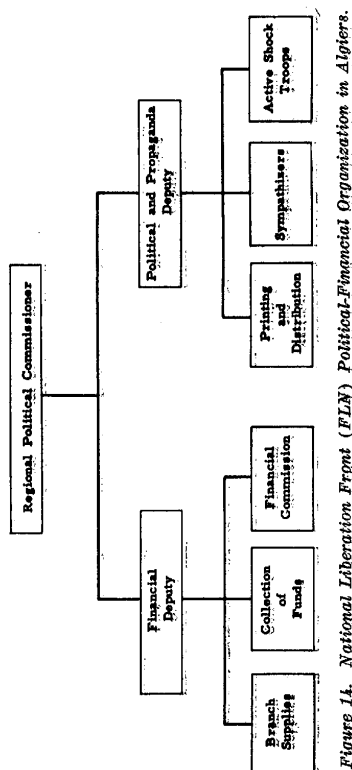 Regional Political Commissioner
Financial
Deputy
Political and Propaganda
Deputy
Branch
Supplies
Collection
of
Funds
Financial
Commission
Printing
and
Distribution
Sympathizers
Active Shock
Troops
Figure 14. National Liberation Front (FLN) Political-Financial Organization in Algiers.